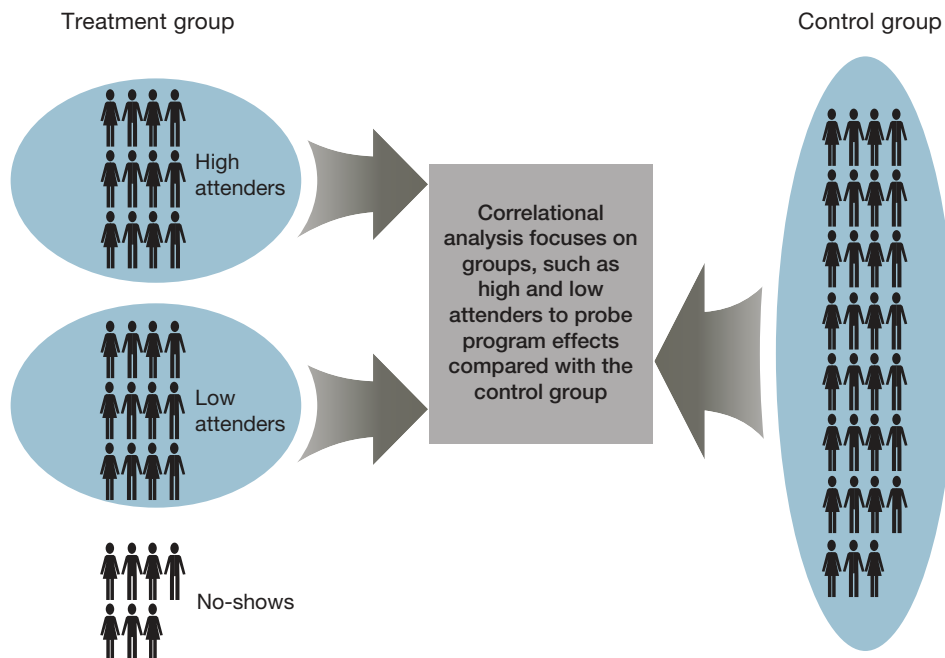 Treatment group
Control group
High
attenders
Correlational
analysis focuses on
groups, such as
high and low
attenders to probe
program effects
compared with the
control group
Low
attenders
No-shows